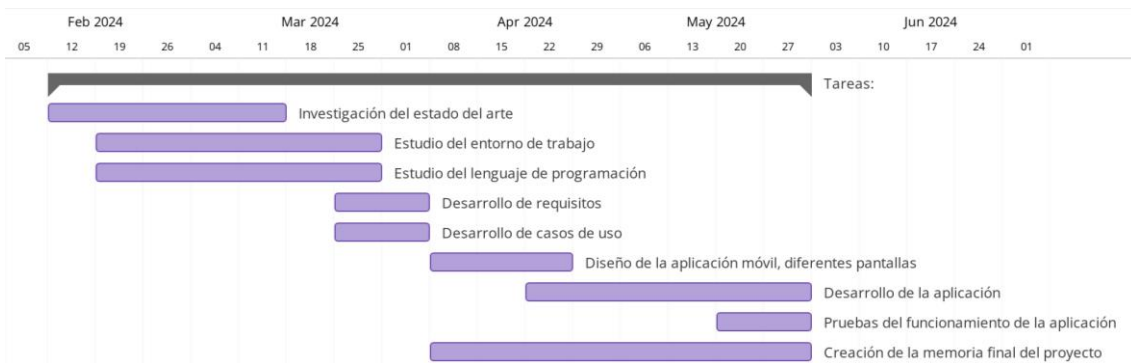 Feb 2024 Mar 2024 Apr 2024 May 2024 Jun 2024
05 12 19 26 04 11 18 25 01 08 15 22 29 06 13 20 27 03 10 17 24 01
Tareas:
Investigación del estado del arte
Estudio del entorno de trabajo
Estudio del lenguaje de programación
Desarrollo de requisitos
Desarrollo de casos de uso
Diseño de la aplicación móvil, diferentes pantallas
Desarrollo de la aplicación
Pruebas del funcionamiento de la aplicación
Creación de la memoria final del proyecto